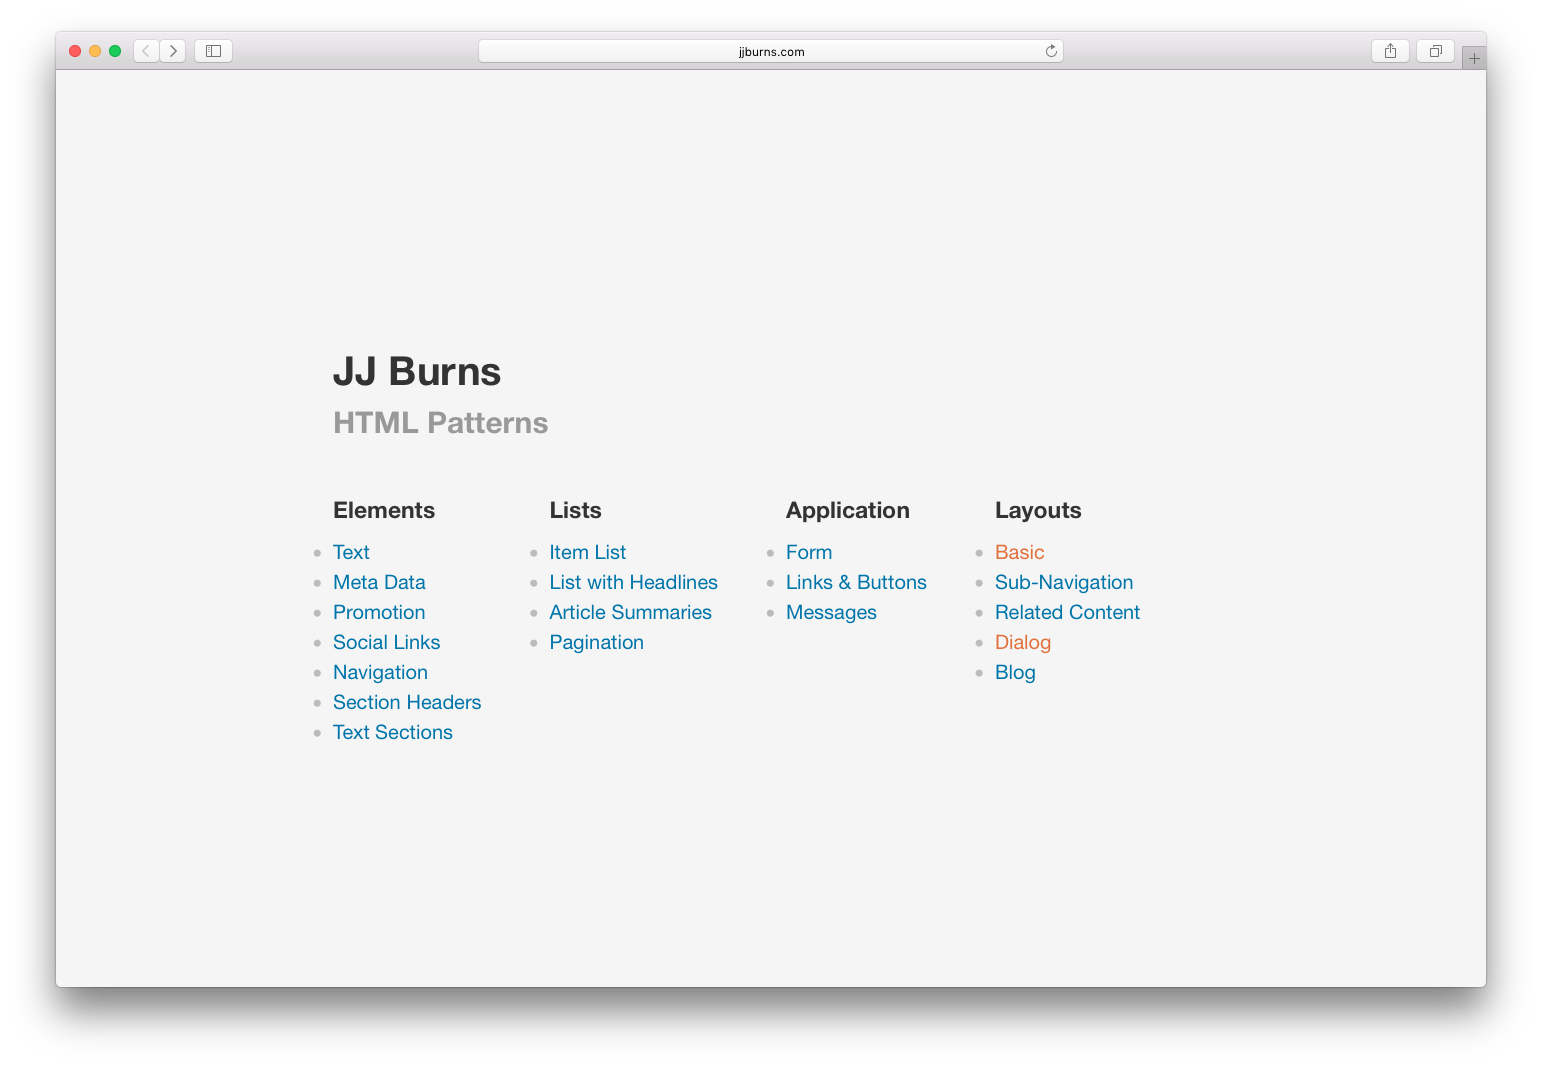 jjburns.com
JJ Burns
HTML Patterns
Elements
Text
Meta Data
Promotion
Social Links
Navigation
Section Headers
Text Sections
Lists
Item List
List with Headlines
Article Summaries
Pagination
Application
Form
Links & Buttons
Messages
Layouts
Basic
Sub-Navigation
Related Content
Dialog
Blog